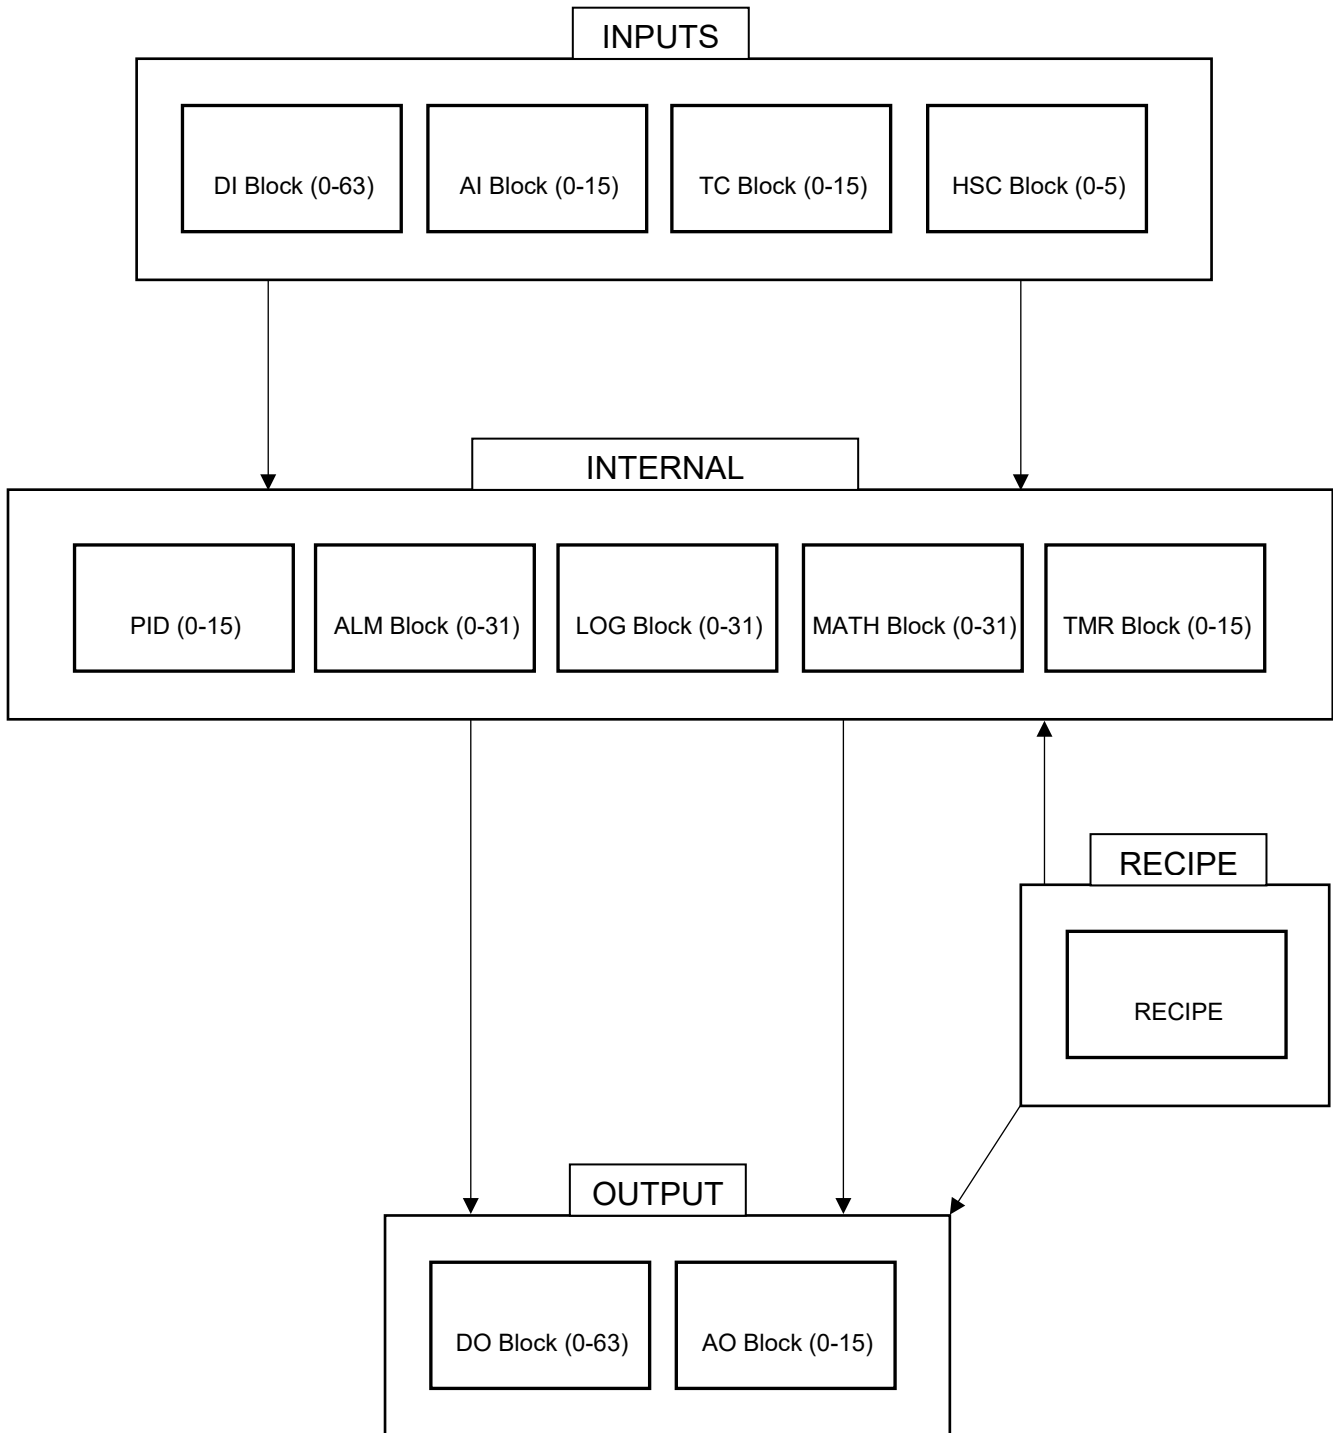 INPUTS
DI Block (0-63)
AI Block (0-15)
TC Block (0-15)
HSC Block (0-5)
INTERNAL
PID (0-15)
ALM Block (0-31)
LOG Block (0-31)
MATH Block (0-31)
TMR Block (0-15)
RECIPE
RECIPE
OUTPUT
DO Block (0-63)
AO Block (0-15)